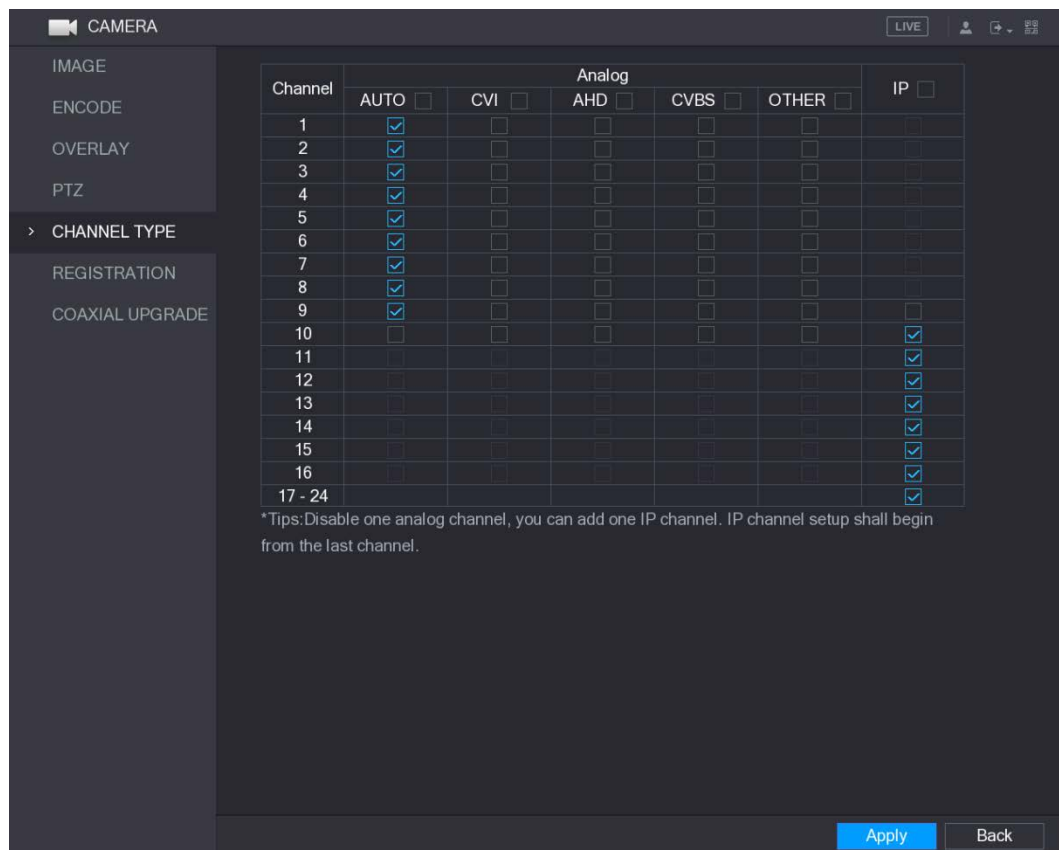 CAMERA
LIVE
IMAGE
ENCODE
OVERLAY
PTZ
> CHANNEL TYPE
REGISTRATION
COAXIAL UPGRADE
Channel Analog IP
AUTO CVI AHD CVBS OTHER
1
2
3
4
5
6
7
8
9
10
11
12
13
14
15
16
17 - 24
*Tips:Disable one analog channel, you can add one IP channel. IP channel setup shall begin
from the last channel.
Apply Back